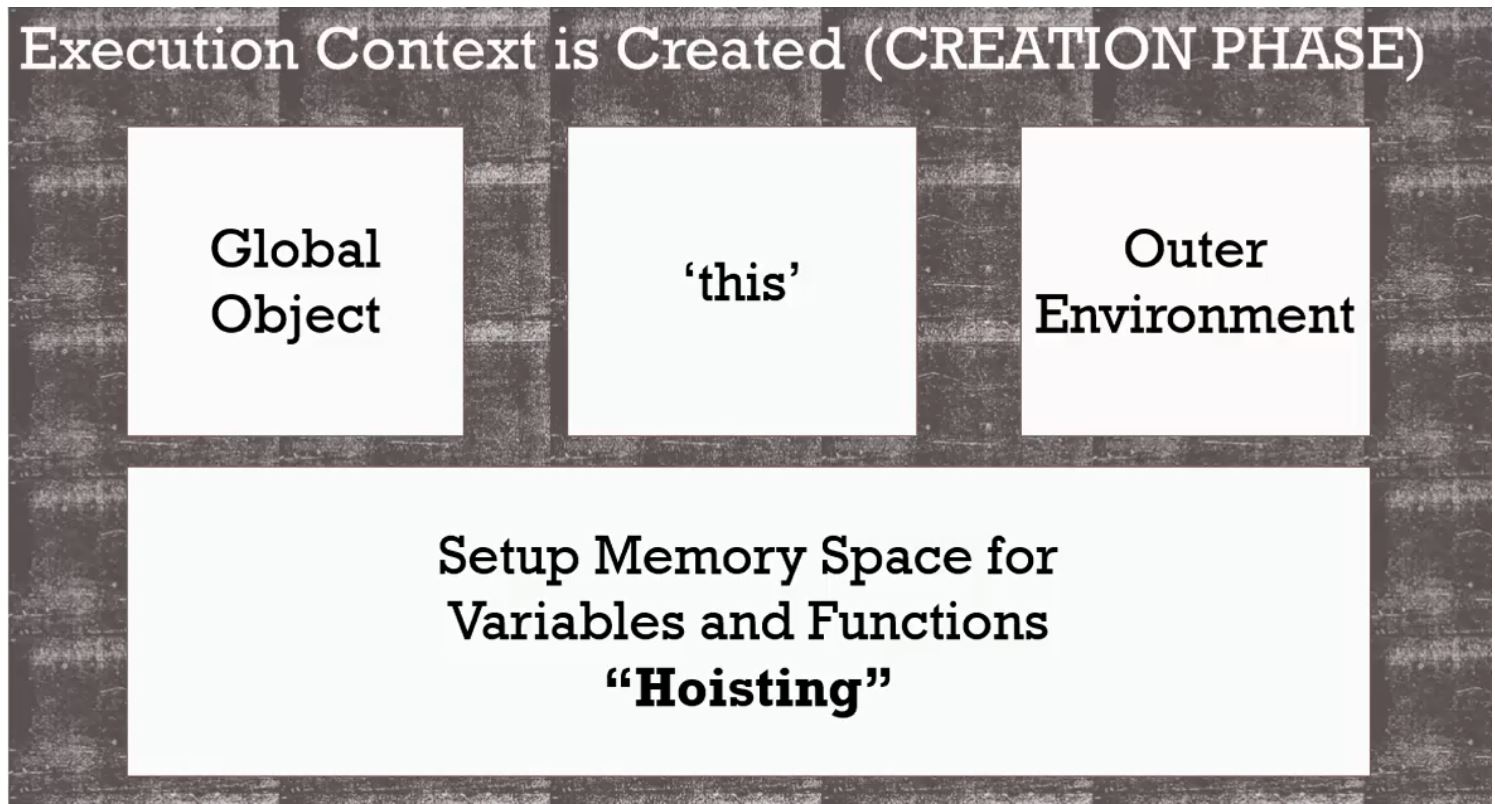 Execution Context is Created (CREATION PHASE)
Global
Object
‘this’
Outer
Environment
Setup Memory Space for
Variables and Functions
“Hoisting”